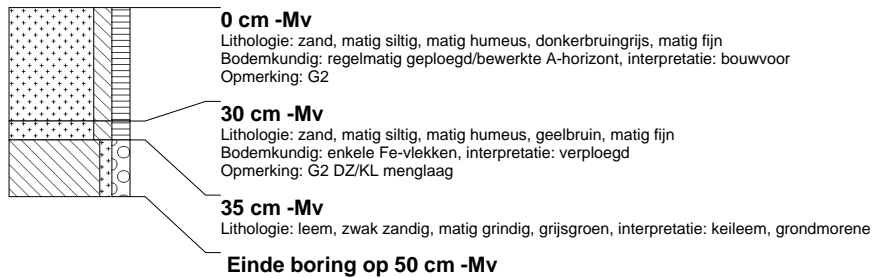 0 cm -Mv
Lithologie: zand, matig siltig, matig humeus, donkerbruingrijs, matig fijn
Bodemkundig: regelmatig geploegd/bewerkte A-horizont, interpretatie: bouwvoor
Opmerking: G2
30 cm -Mv
Lithologie: zand, matig siltig, matig humeus, geelbruin, matig fijn
Bodemkundig: enkele Fe-vlekken, interpretatie: verploegd
Opmerking: G2 DZ/KL menglaag
35 cm -Mv
Lithologie: leem, zwak zandig, matig grindig, grijsgroen, interpretatie: keileem, grondmorene
Einde boring op 50 cm -Mv